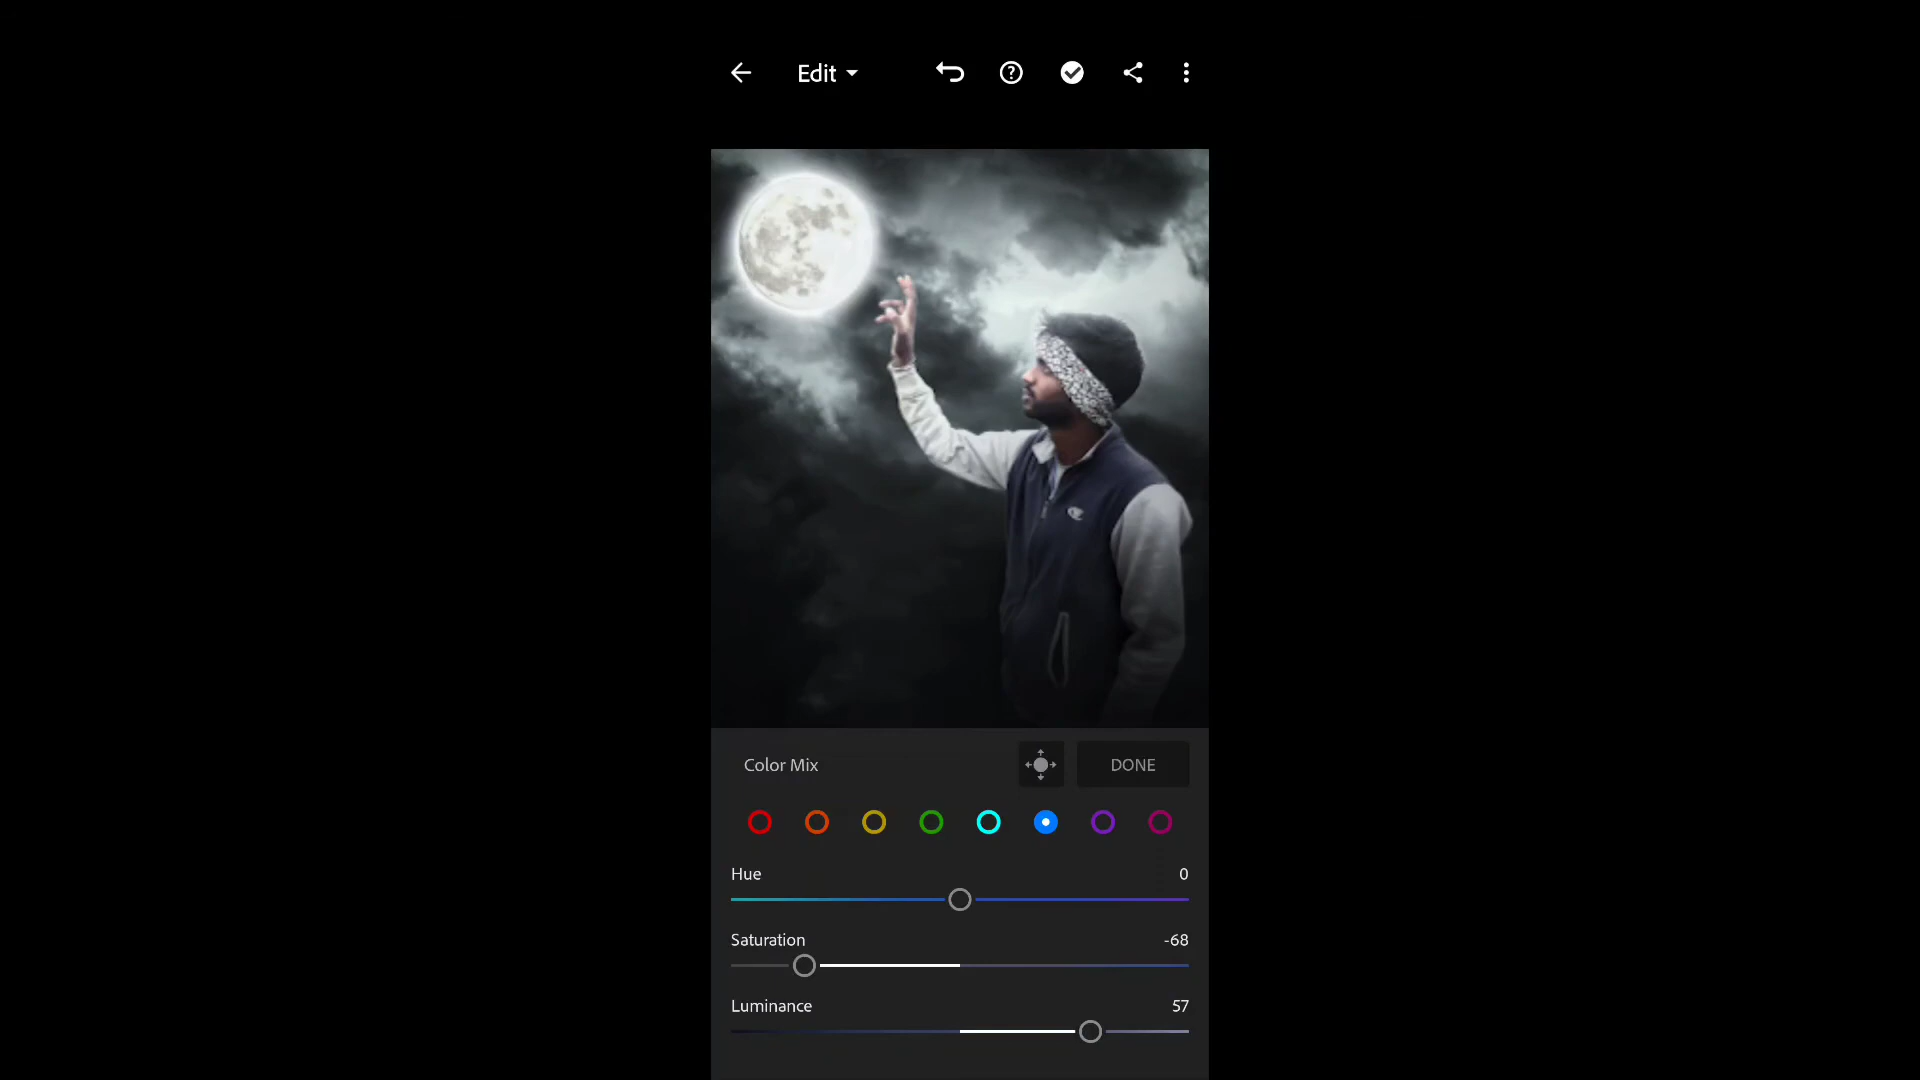 Edit
Color Mix
DONE
Hue 0
Saturation -68
Luminance 57